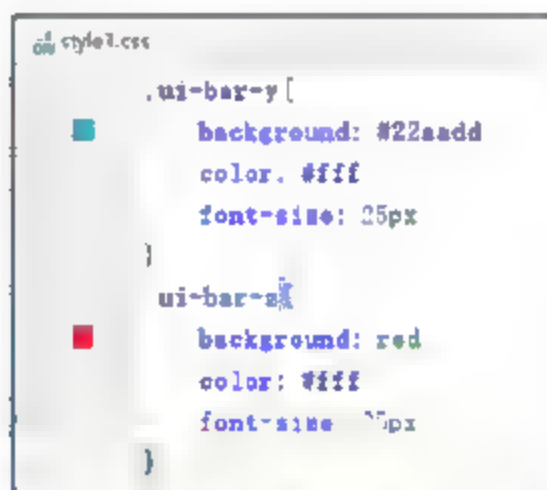 style1.css
.ui-bar-y{
background: #22aadd
color: #fff
font-size: 25px
}
ui-bar-z{
background: red
color: #fff
font-size
}